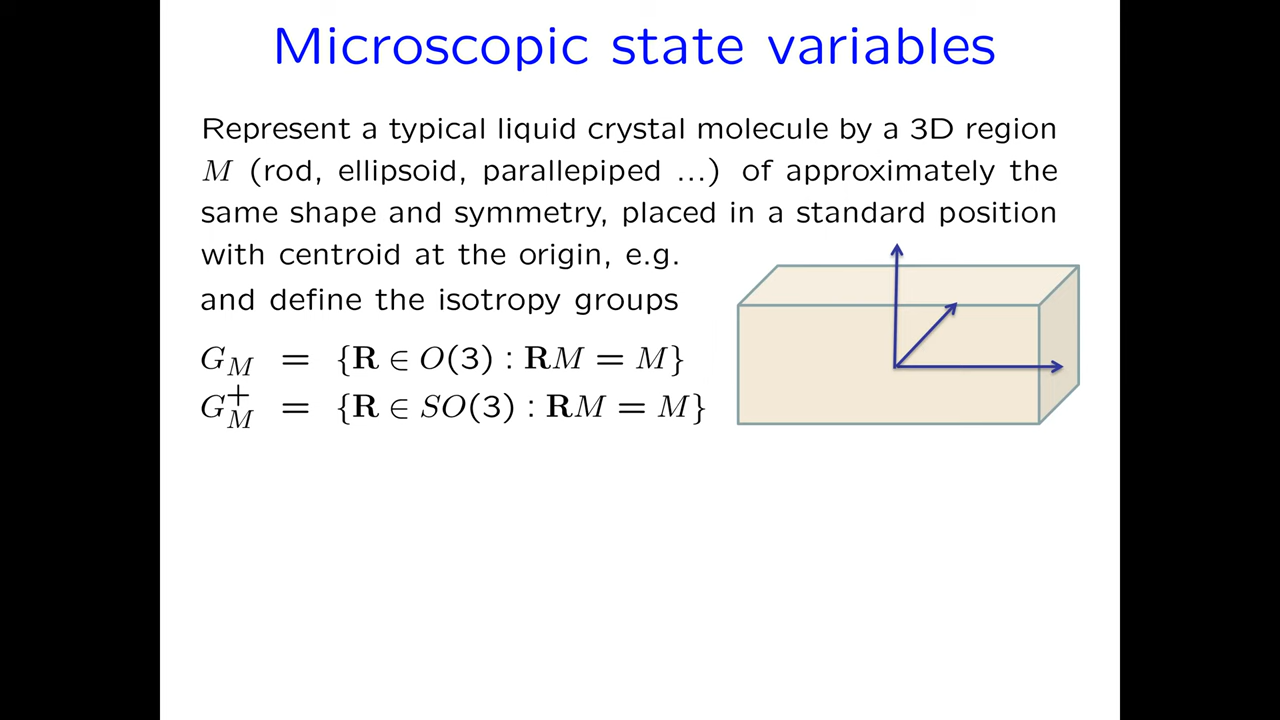 Microscopic state variables
Represent a typical liquid crystal molecule by a 3D region
M (rod, ellipsoid, parallepiped ...) of approximately the
same shape and symmetry, placed in a standard position
with centroid at the origin, e.g.
and define the isotropy groups
G_M = {R ∈ O(3) : RM = M}
G_M^+ = {R ∈ SO(3) : RM = M}